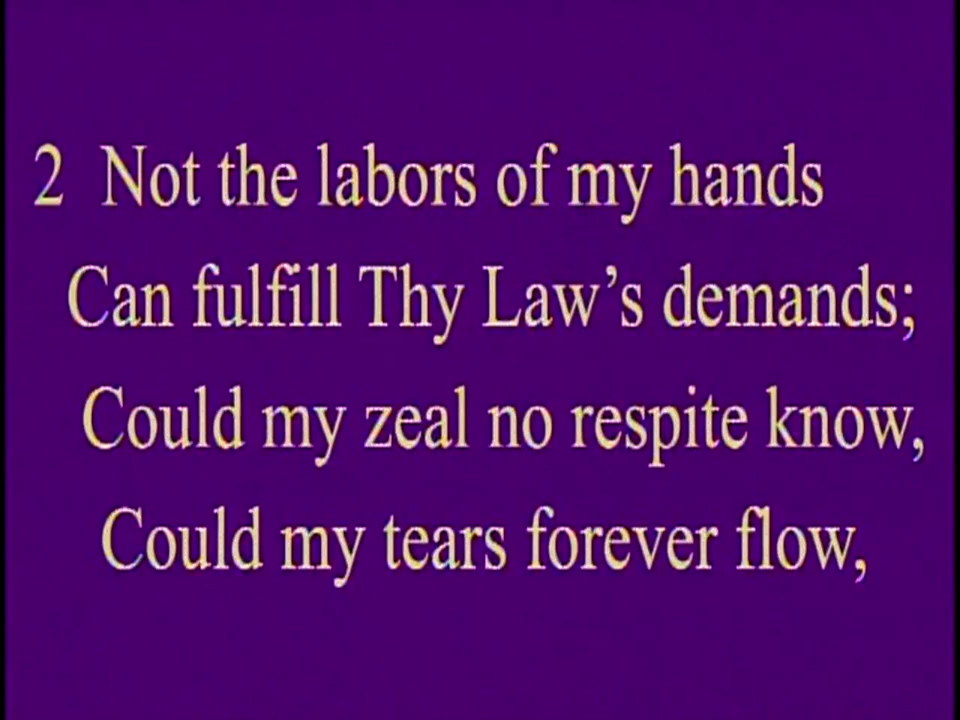 2 Not the labors of my hands
Can fulfill Thy Law’s demands;
Could my zeal no respite know,
Could my tears forever flow,